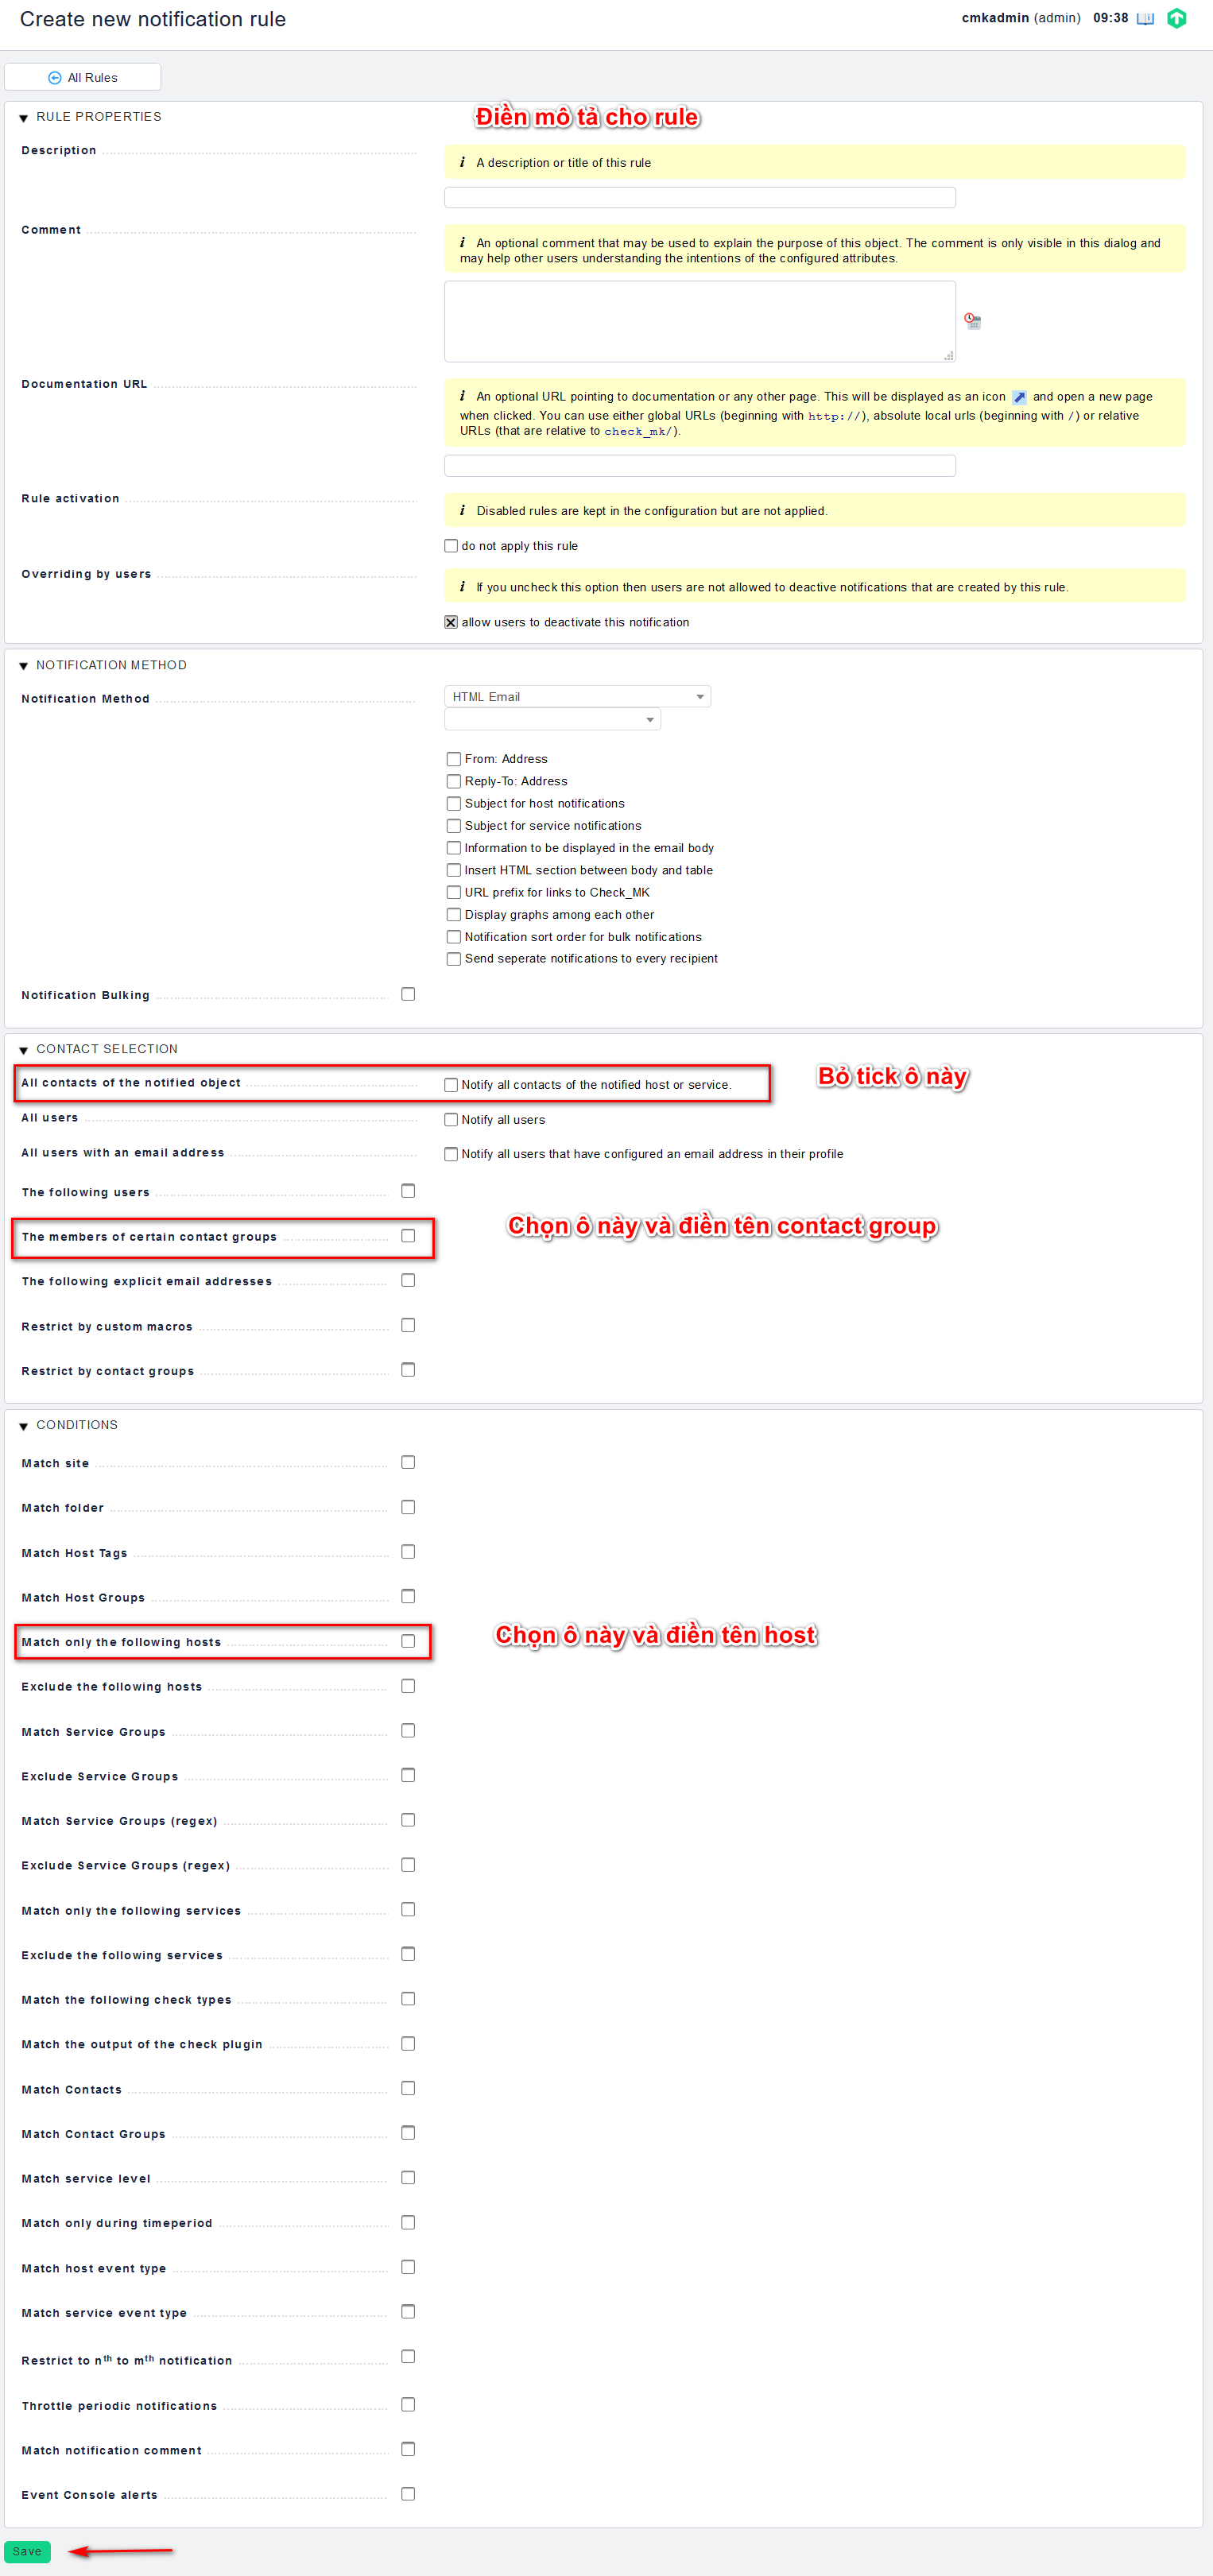 Create new notification rule
cmkadmin (admin) 09:38
All Rules
RULE PROPERTIES
Điền mô tả cho rule
Description
i A description or title of this rule
Comment
i An optional comment that may be used to explain the purpose of this object. The comment is only visible in this dialog and
may help other users understanding the intentions of the configured attributes.
Documentation URL
i An optional URL pointing to documentation or any other page. This will be displayed as an icon and open a new page
when clicked. You can use either global URLs (beginning with http://), absolute local urls (beginning with /) or relative
URLs (that are relative to check_mk/).
Rule activation
i Disabled rules are kept in the configuration but are not applied.
do not apply this rule
Overriding by users
i If you uncheck this option then users are not allowed to deactive notifications that are created by this rule.
allow users to deactivate this notification
NOTIFICATION METHOD
Notification Method
HTML Email
From: Address
Reply-To: Address
Subject for host notifications
Subject for service notifications
Information to be displayed in the email body
Insert HTML section between body and table
URL prefix for links to Check_MK
Display graphs among each other
Notification sort order for bulk notifications
Send seperate notifications to every recipient
Notification Bulking
CONTACT SELECTION
All contacts of the notified object
Notify all contacts of the notified host or service.
Bỏ tick ô này
All users
Notify all users
All users with an email address
Notify all users that have configured an email address in their profile
The following users
The members of certain contact groups
Chọn ô này và điền tên contact group
The following explicit email addresses
Restrict by custom macros
Restrict by contact groups
CONDITIONS
Match site
Match folder
Match Host Tags
Match Host Groups
Match only the following hosts
Chọn ô này và điền tên host
Exclude the following hosts
Match Service Groups
Exclude Service Groups
Match Service Groups (regex)
Exclude Service Groups (regex)
Match only the following services
Exclude the following services
Match the following check types
Match the output of the check plugin
Match Contacts
Match Contact Groups
Match service level
Match only during timeperiod
Match host event type
Match service event type
Restrict to nth to mth notification
Throttle periodic notifications
Match notification comment
Event Console alerts
Save